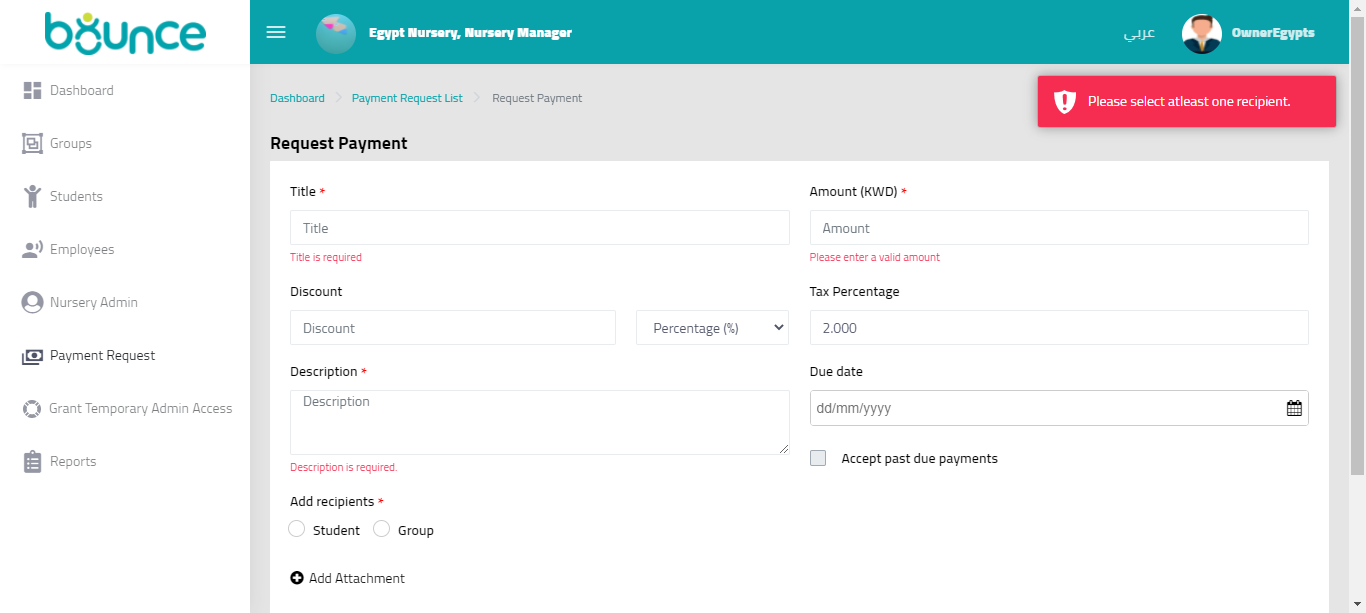 bounce
Egypt Nursery, Nursery Manager
عربي
OwnerEgypts
Dashboard
Groups
Students
Employees
Nursery Admin
Payment Request
Grant Temporary Admin Access
Reports
Dashboard > Payment Request List > Request Payment
Please select atleast one recipient.
Request Payment
Title *
Title
Title is required
Amount (KWD) *
Amount
Please enter a valid amount
Discount
Discount
Percentage (%)
Tax Percentage
2.000
Description *
Description
Description is required.
Due date
dd/mm/yyyy
Accept past due payments
Add recipients *
Student
Group
Add Attachment